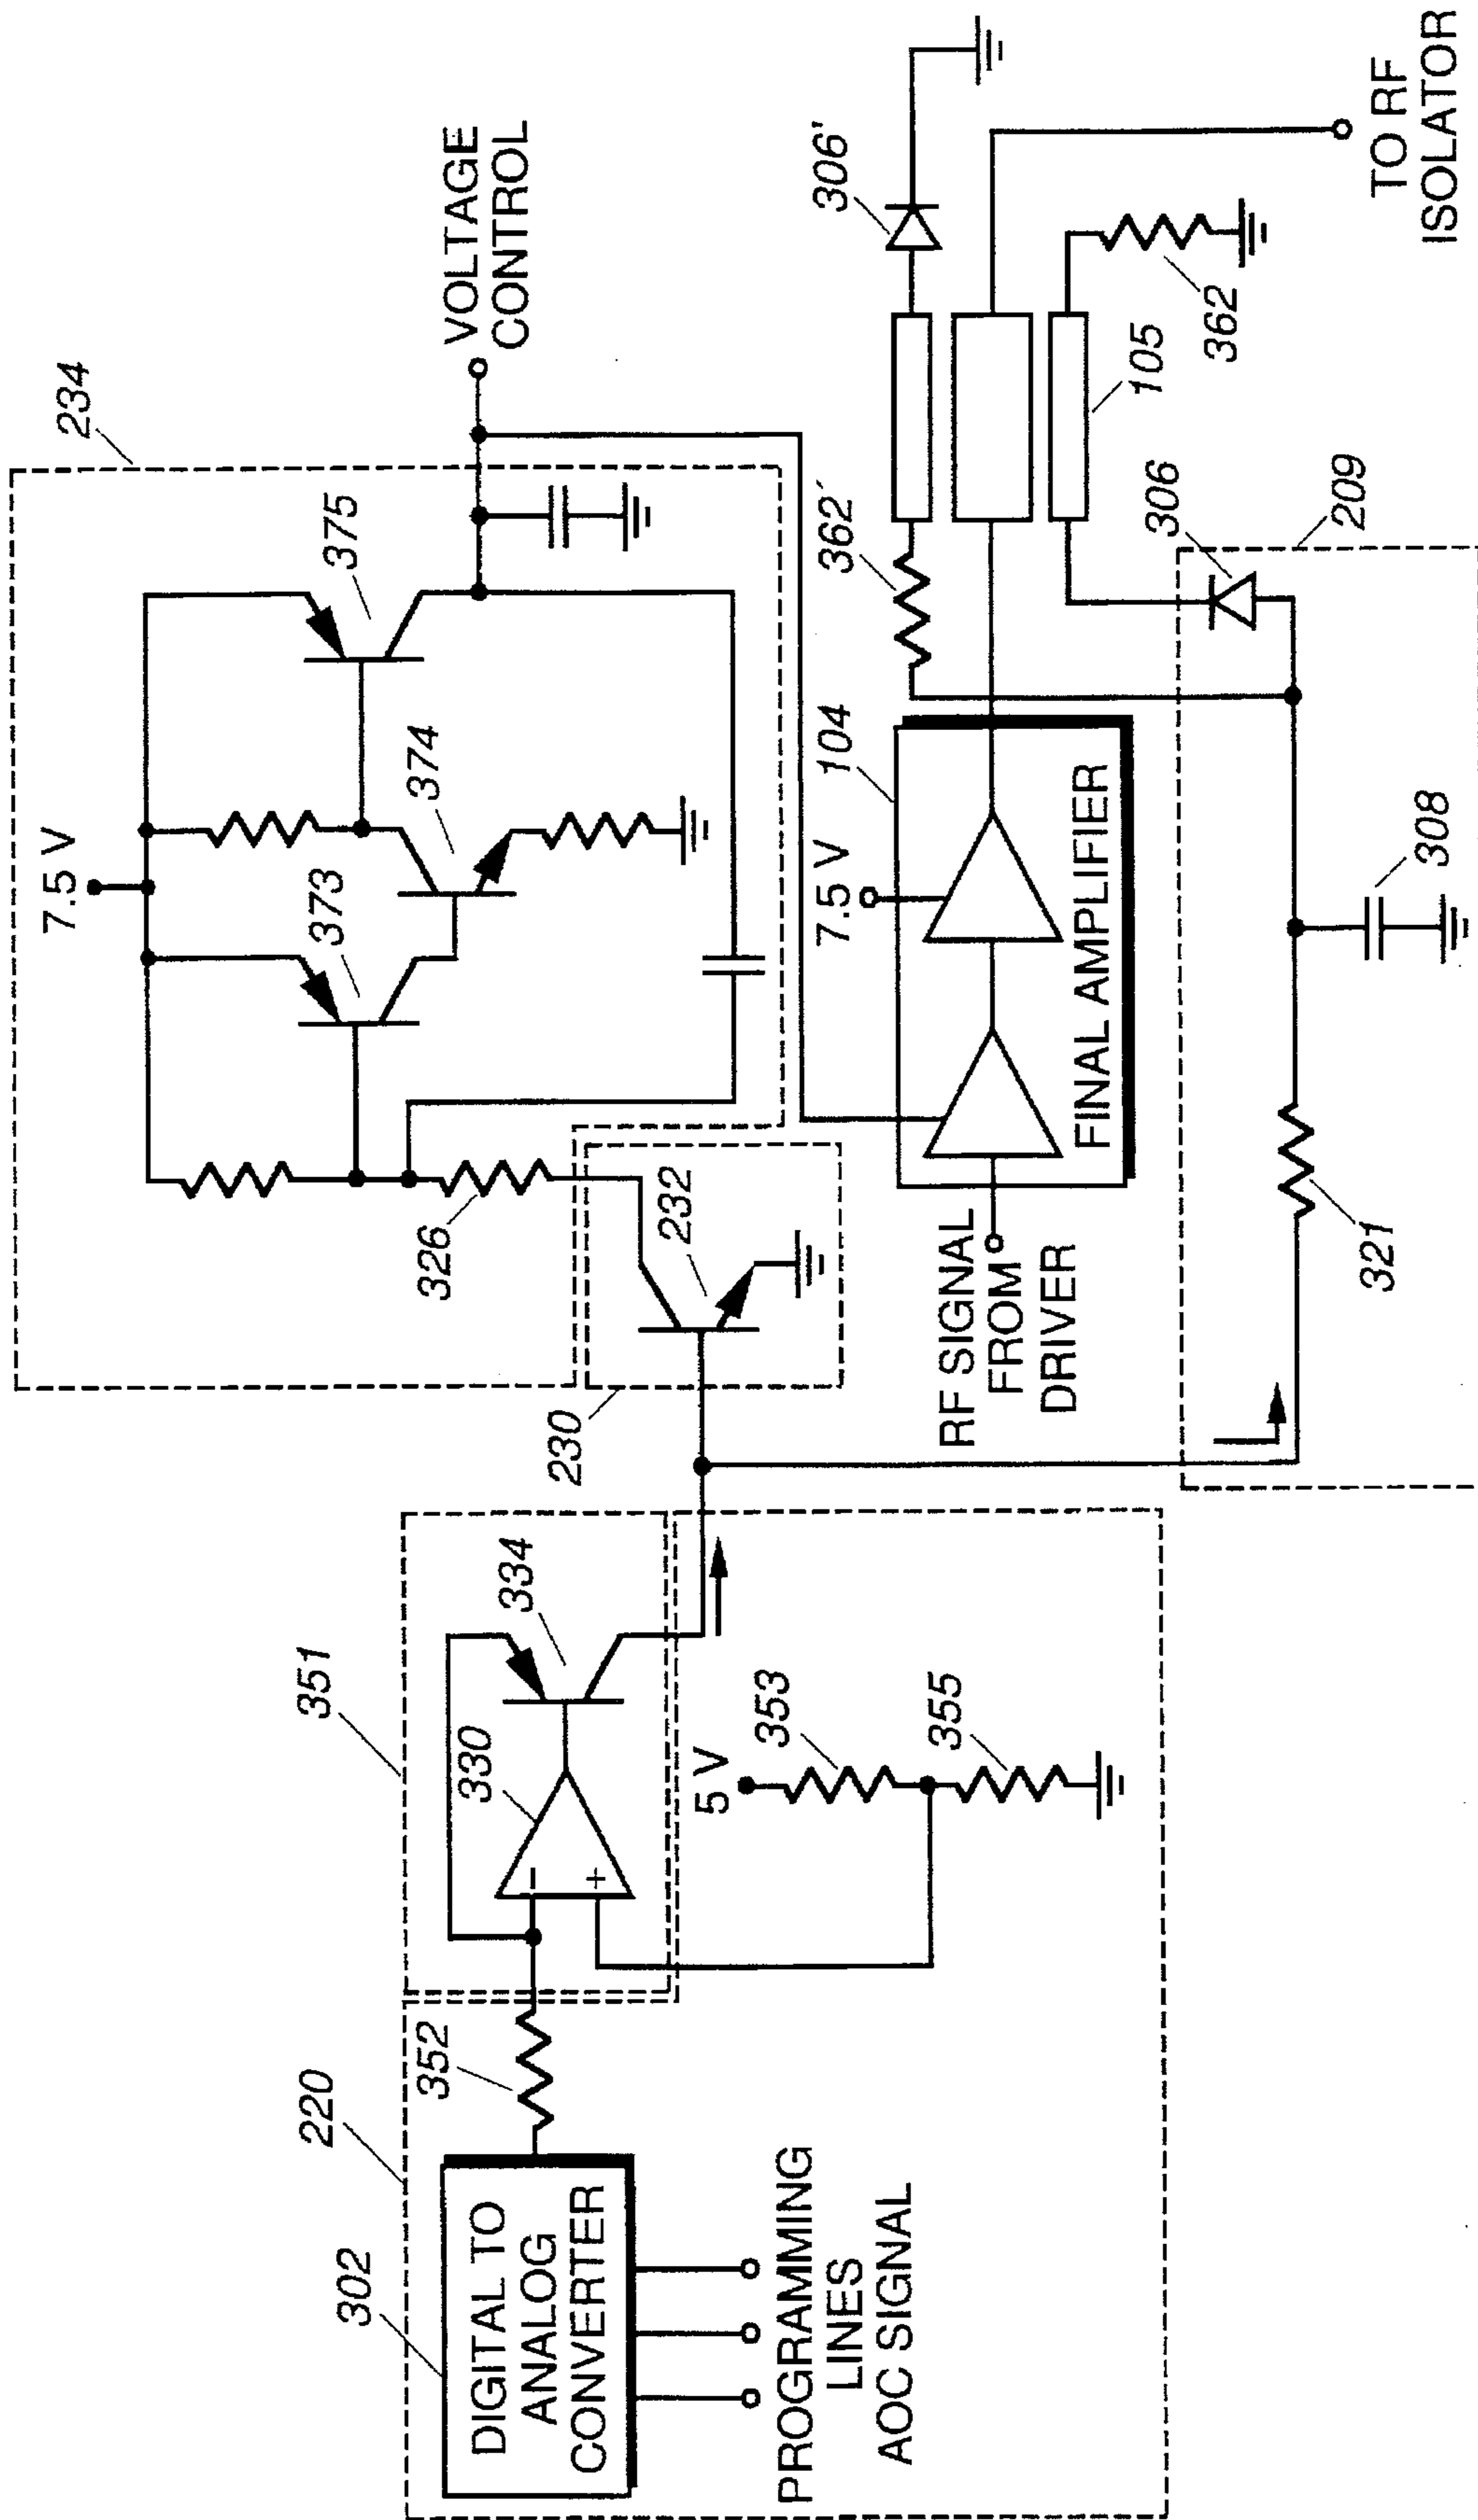 234
7.5 V
373
374
375
VOLTAGE
CONTROL
326
351
330
334
230
232
220
302
352
DIGITAL TO
ANALOG
CONVERTER
PROGRAMMING
LINES
AOC SIGNAL
5 V
353
355
-
+
RF SIGNAL
FROM
DRIVER
7.5 V
104
FINAL AMPLIFIER
362'
306'
105
362
306
209
TO RF
ISOLATOR
321
308